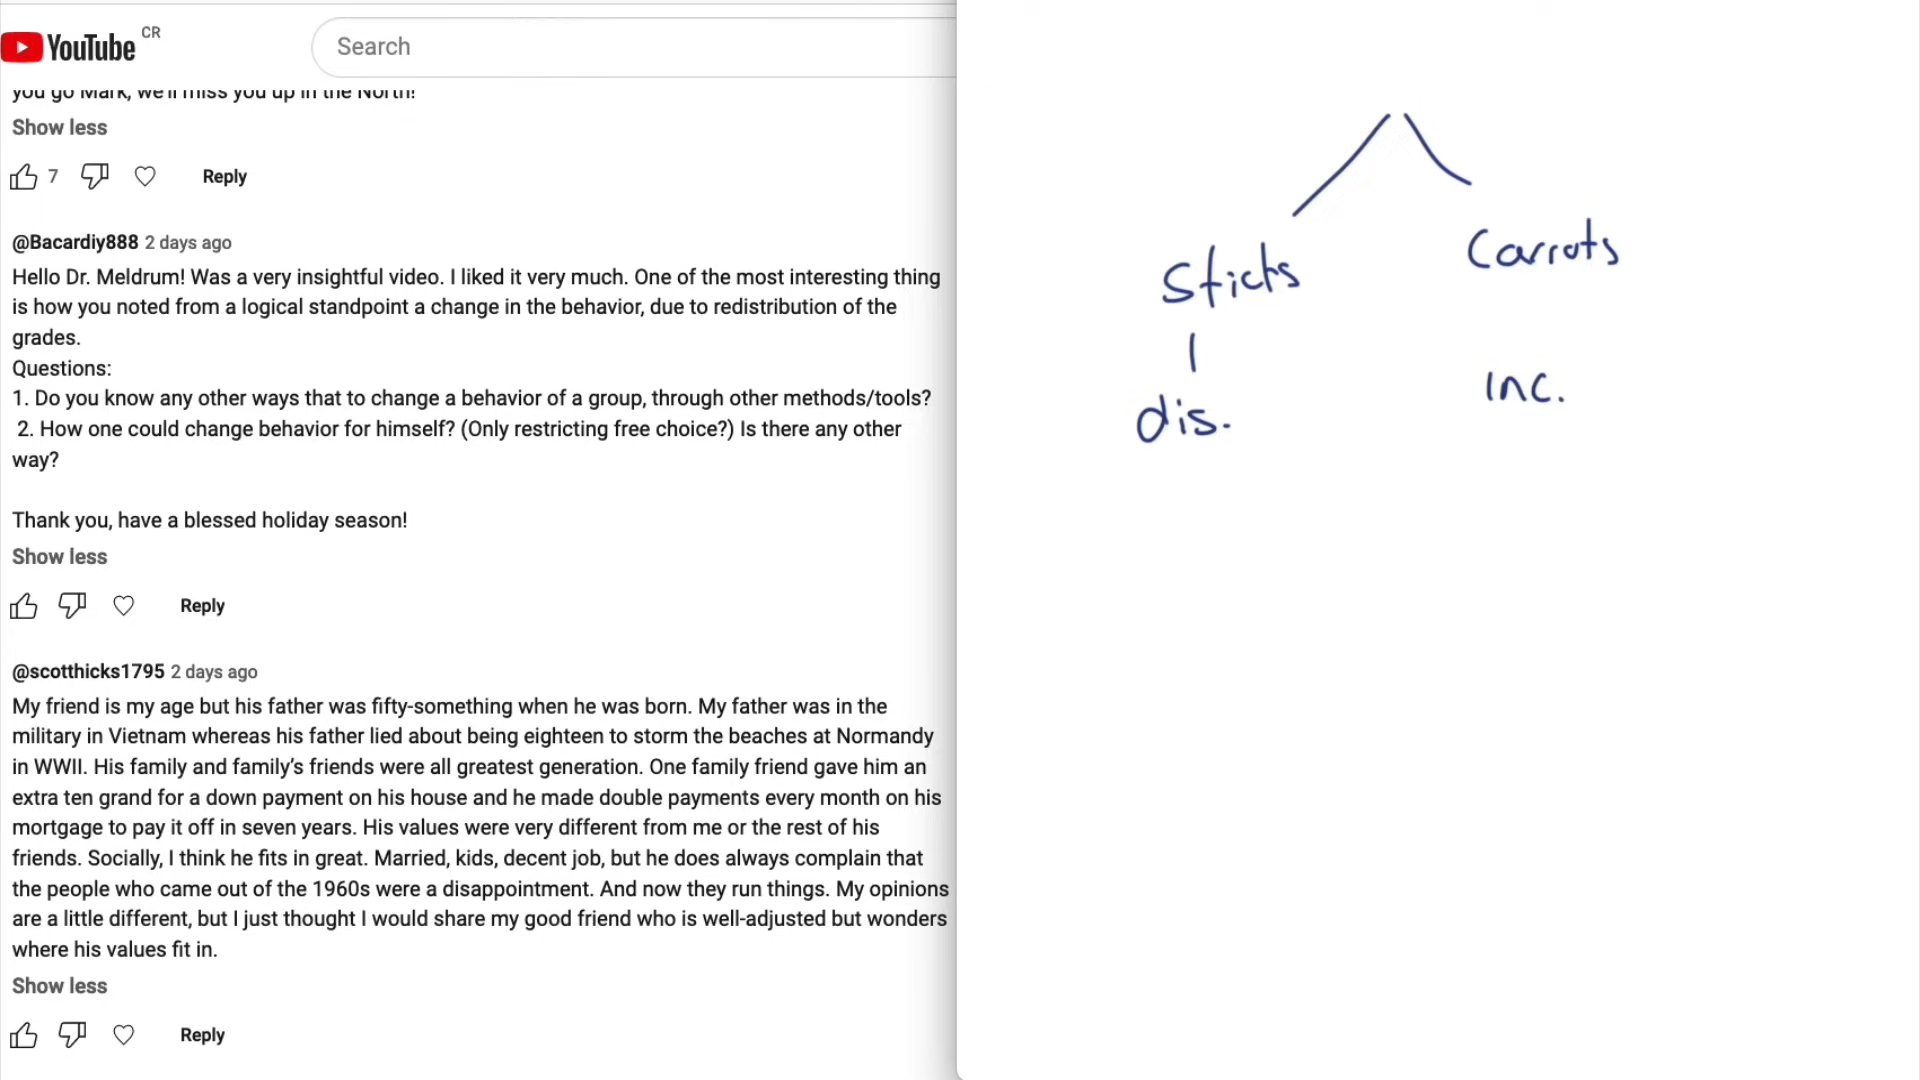 YouTube CR
Search
you go Mark, we'll miss you up in the North!
Show less
7 Reply
@Bacardiy888 2 days ago
Hello Dr. Meldrum! Was a very insightful video. I liked it very much. One of the most interesting thing
is how you noted from a logical standpoint a change in the behavior, due to redistribution of the
grades.
Questions:
1. Do you know any other ways that to change a behavior of a group, through other methods/tools?
2. How one could change behavior for himself? (Only restricting free choice?) Is there any other
way?
Thank you, have a blessed holiday season!
Show less
Reply
@scotthicks1795 2 days ago
My friend is my age but his father was fifty-something when he was born. My father was in the
military in Vietnam whereas his father lied about being eighteen to storm the beaches at Normandy
in WWII. His family and family's friends were all greatest generation. One family friend gave him an
extra ten grand for a down payment on his house and he made double payments every month on his
mortgage to pay it off in seven years. His values were very different from me or the rest of his
friends. Socially, I think he fits in great. Married, kids, decent job, but he does always complain that
the people who came out of the 1960s were a disappointment. And now they run things. My opinions
are a little different, but I just thought I would share my good friend who is well-adjusted but wonders
where his values fit in.
Show less
Reply
Sticks
Carrots
dis.
Inc.